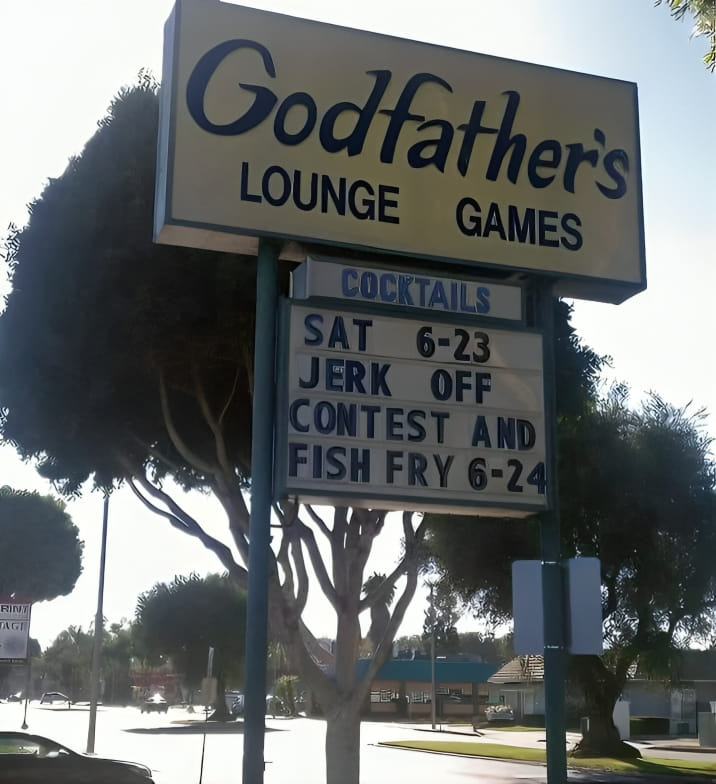 Godfather's
LOUNGE GAMES
COCKTAILS
SAT 6-23
JERK OFF
CONTEST AND
FISH FRY 6-24